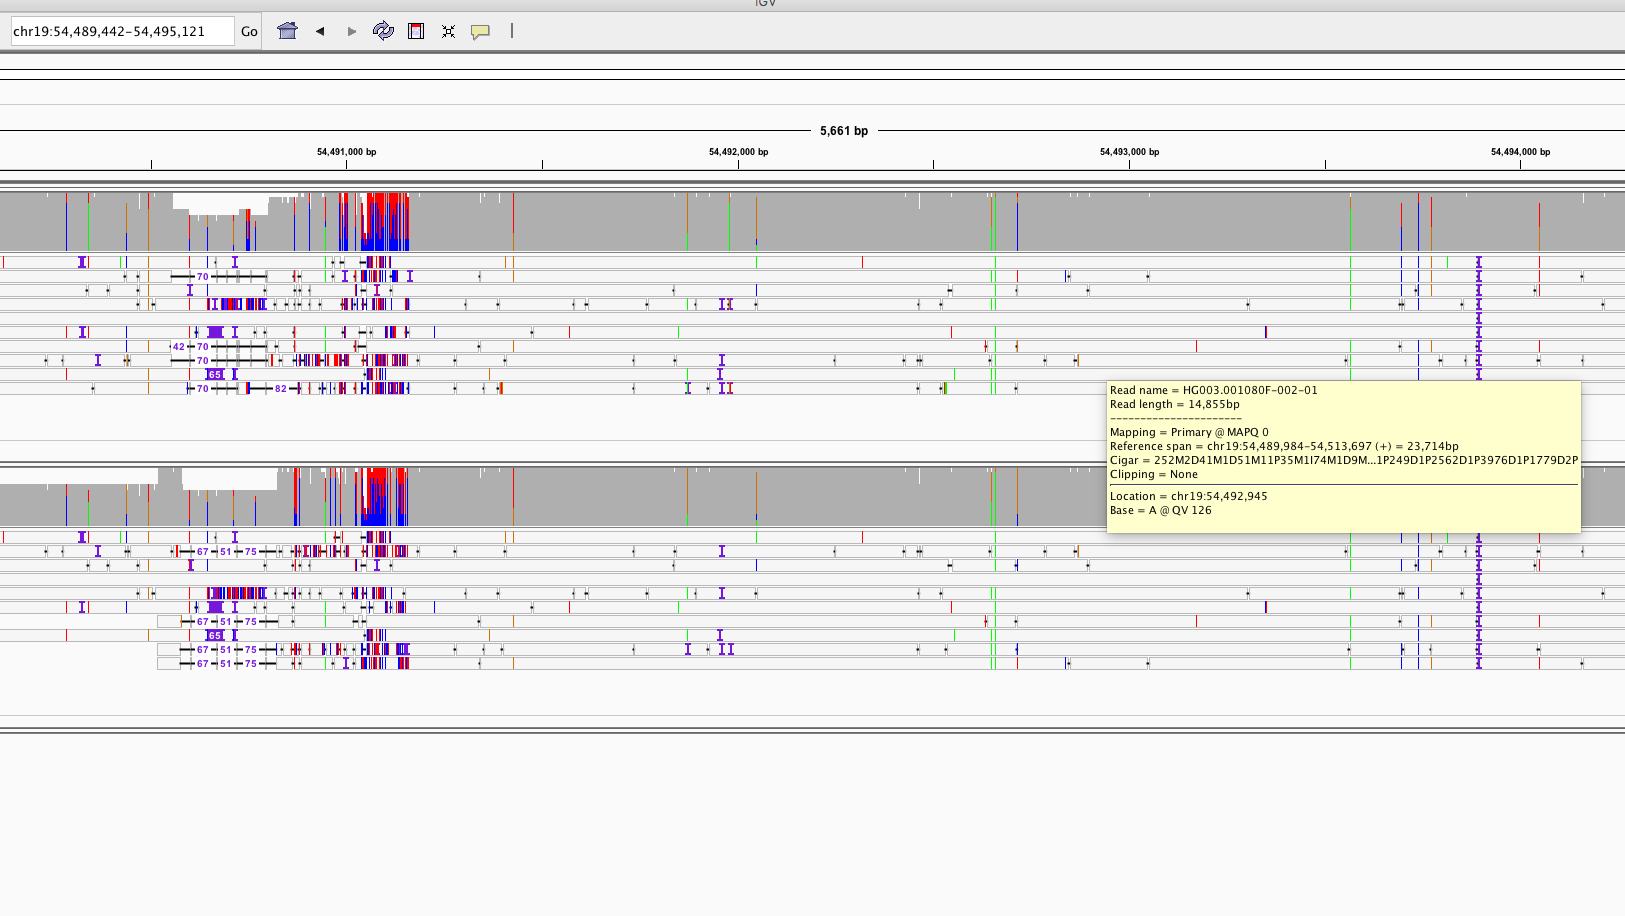 IGV
chr19:54,489,442-54,495,121 Go
5,661 bp
54,491,000 bp 54,492,000 bp 54,493,000 bp 54,494,000 bp
70
42 70
70
65
70 82
Read name = HG003.001080F-002-01
Read length = 14,855bp
----------------------
Mapping = Primary @ MAPQ 0
Reference span = chr19:54,489,984-54,513,697 (+) = 23,714bp
Cigar = 252M2D41M1D51M11P35M1I74M1D9M...1P249D1P2562D1P3976D1P1779D2P
Clipping = None
Location = chr19:54,492,945
Base = A @ QV 126
67 51 75
67 51 75
65
67 51 75
67 51 75